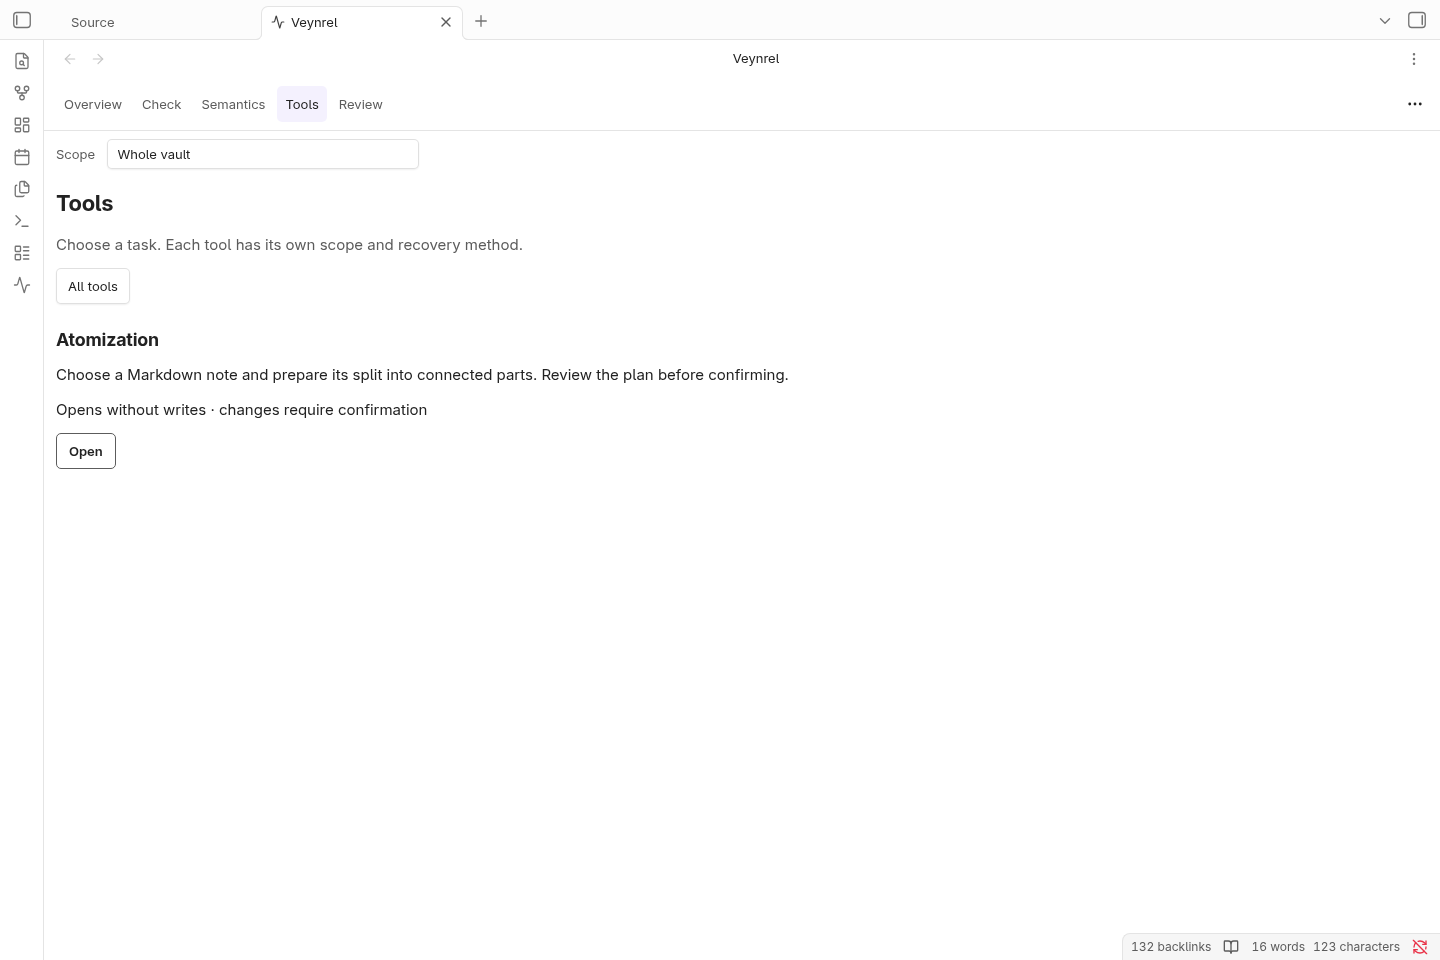 Source
Veynrel
Veynrel
Overview Check Semantics Tools Review
Scope Whole vault
Tools
Choose a task. Each tool has its own scope and recovery method.
All tools
Atomization
Choose a Markdown note and prepare its split into connected parts. Review the plan before confirming.
Opens without writes · changes require confirmation
Open
132 backlinks 16 words 123 characters